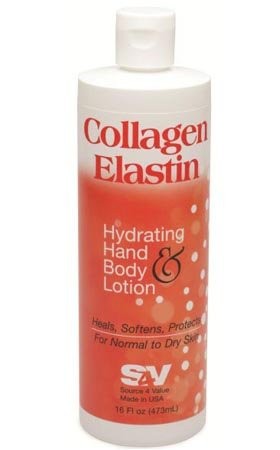 Collagen
Elastin
Hydrating
Hand &
Body
Lotion
Heals, Softens, Protects
For Normal to Dry Skin
S4V
Source 4 Value
Made in USA
16 Fl oz (473mL)